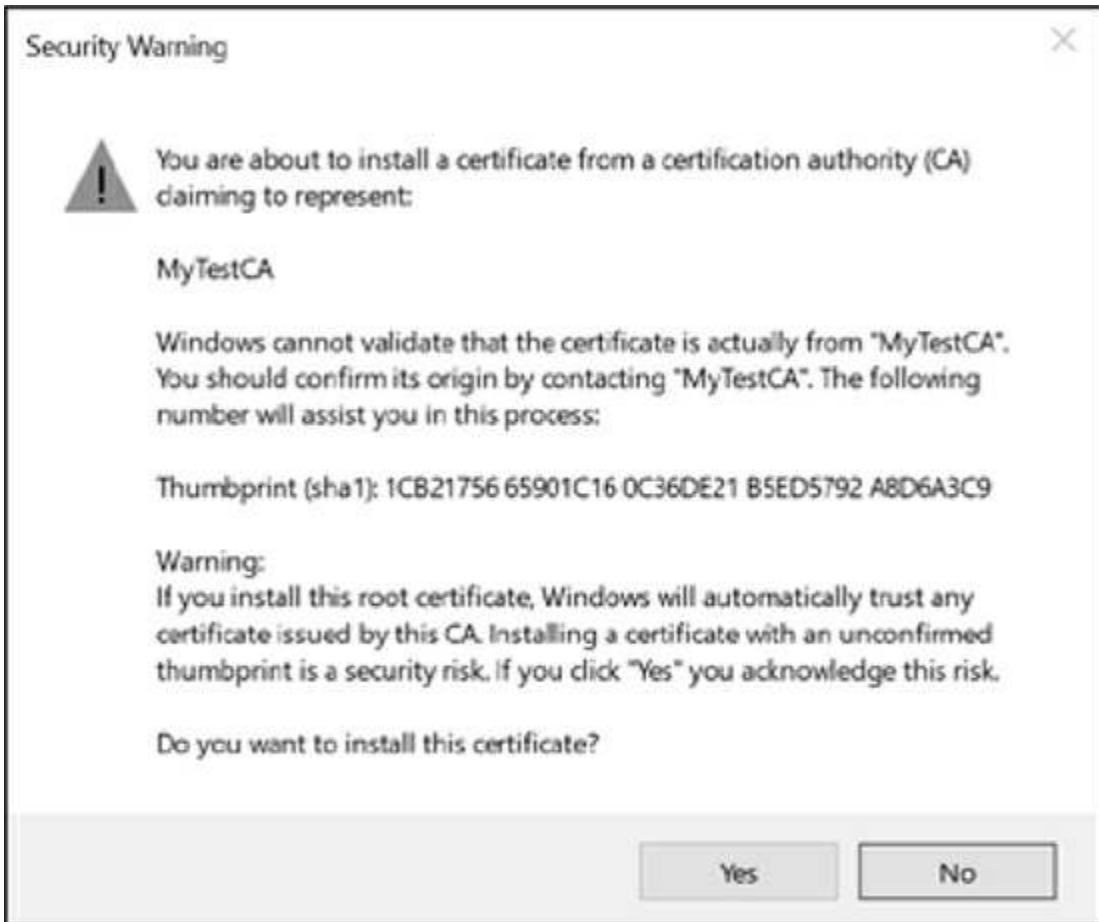 Security Warning
You are about to install a certificate from a certification authority (CA)
claiming to represent:
MyTestCA
Windows cannot validate that the certificate is actually from "MyTestCA".
You should confirm its origin by contacting "MyTestCA". The following
number will assist you in this process:
Thumbprint (sha1): 1CB21756 65901C16 0C36DE21 B5ED5792 A8D6A3C9
Warning:
If you install this root certificate, Windows will automatically trust any
certificate issued by this CA. Installing a certificate with an unconfirmed
thumbprint is a security risk. If you click "Yes" you acknowledge this risk.
Do you want to install this certificate?
Yes No